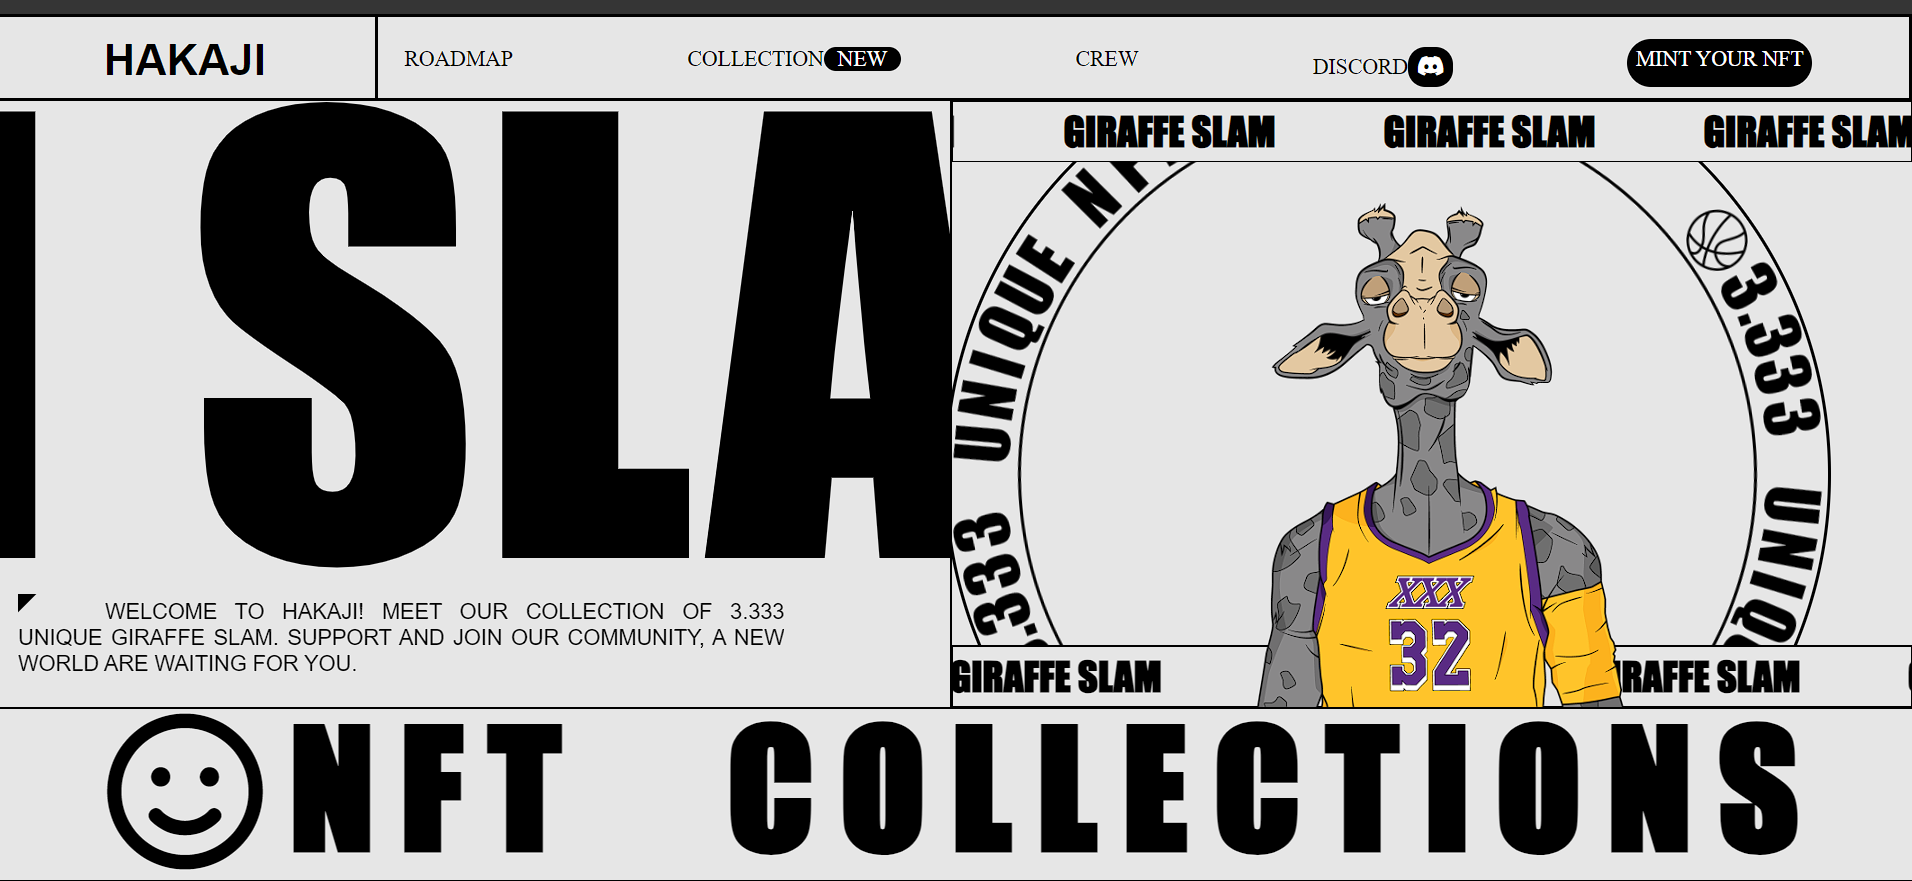 HAKAJI
ROADMAP
COLLECTION NEW
CREW
DISCORD
MINT YOUR NFT
SLA
WELCOME TO HAKAJI! MEET OUR COLLECTION OF 3.333
UNIQUE GIRAFFE SLAM. SUPPORT AND JOIN OUR COMMUNITY, A NEW
WORLD ARE WAITING FOR YOU.
GIRAFFE SLAM GIRAFFE SLAM GIRAFFE SLAM
3.333 UNIQUE NF
3.333 UNIQ
XXX
32
GIRAFFE SLAM IRAFFE SLAM
NFT COLLECTIONS